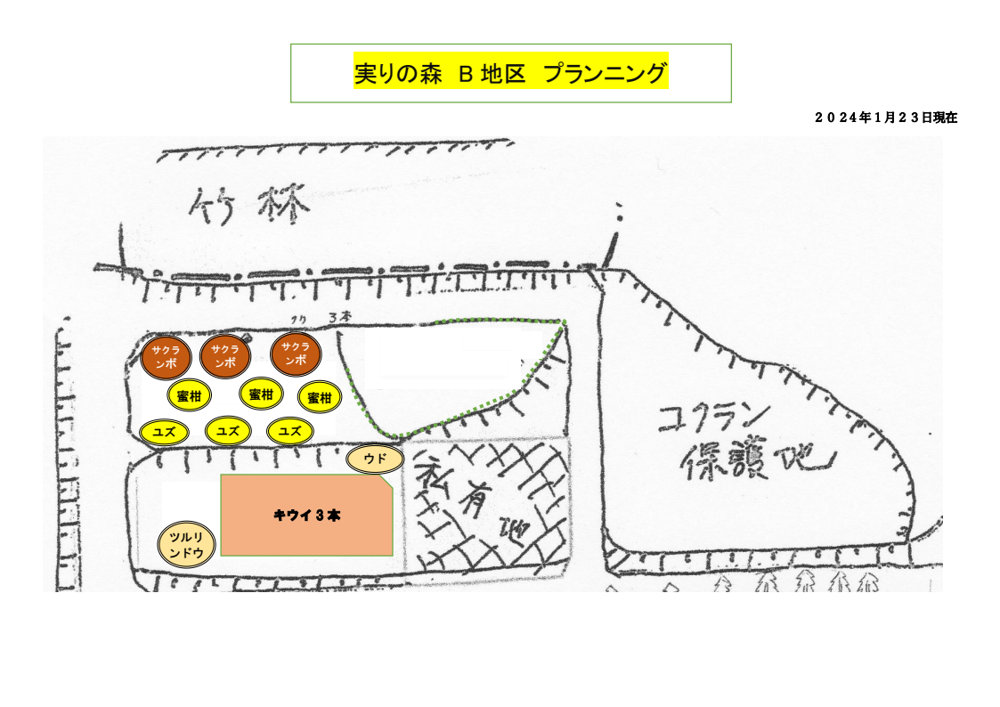 実りの森　Ｂ地区　プランニング
２０２４年１月２３日現在
竹林
３本
サクラ
ンボ
サクラ
ンボ
サクラ
ンボ
蜜柑
蜜柑
蜜柑
ユズ
ユズ
ユズ
ウド
キウイ３本
ツルリ
ンドウ
私有地
コクラン
保護地